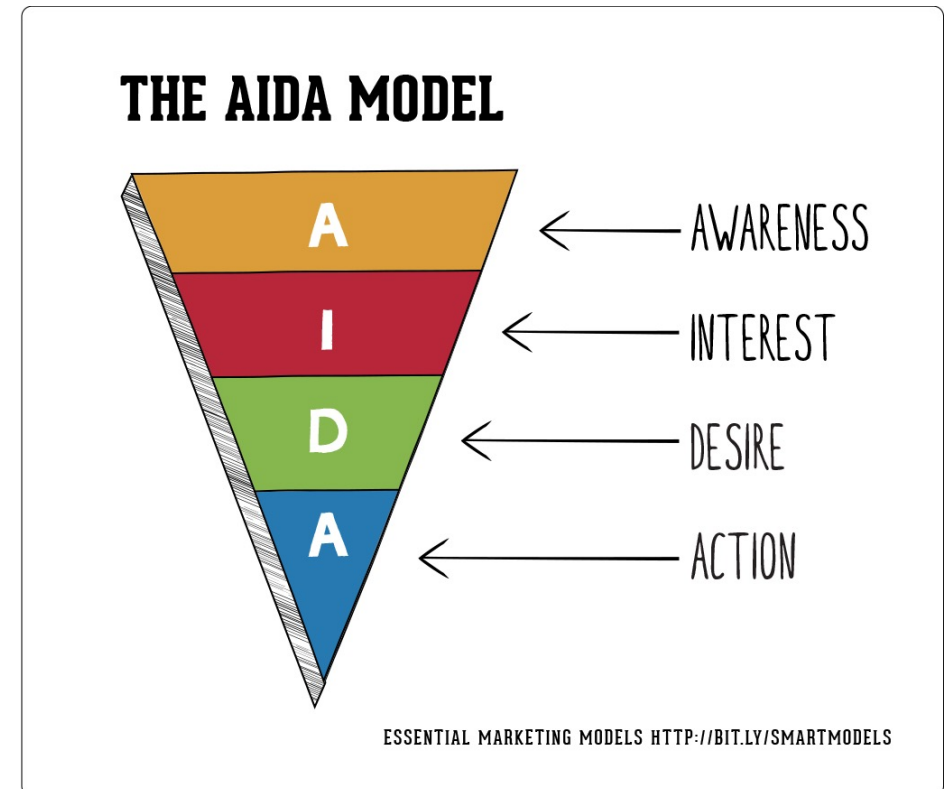 THE AIDA MODEL
A
AWARENESS
I
INTEREST
D
DESIRE
A
ACTION
ESSENTIAL MARKETING MODELS HTTP://BIT.LY/SMARTMODELS